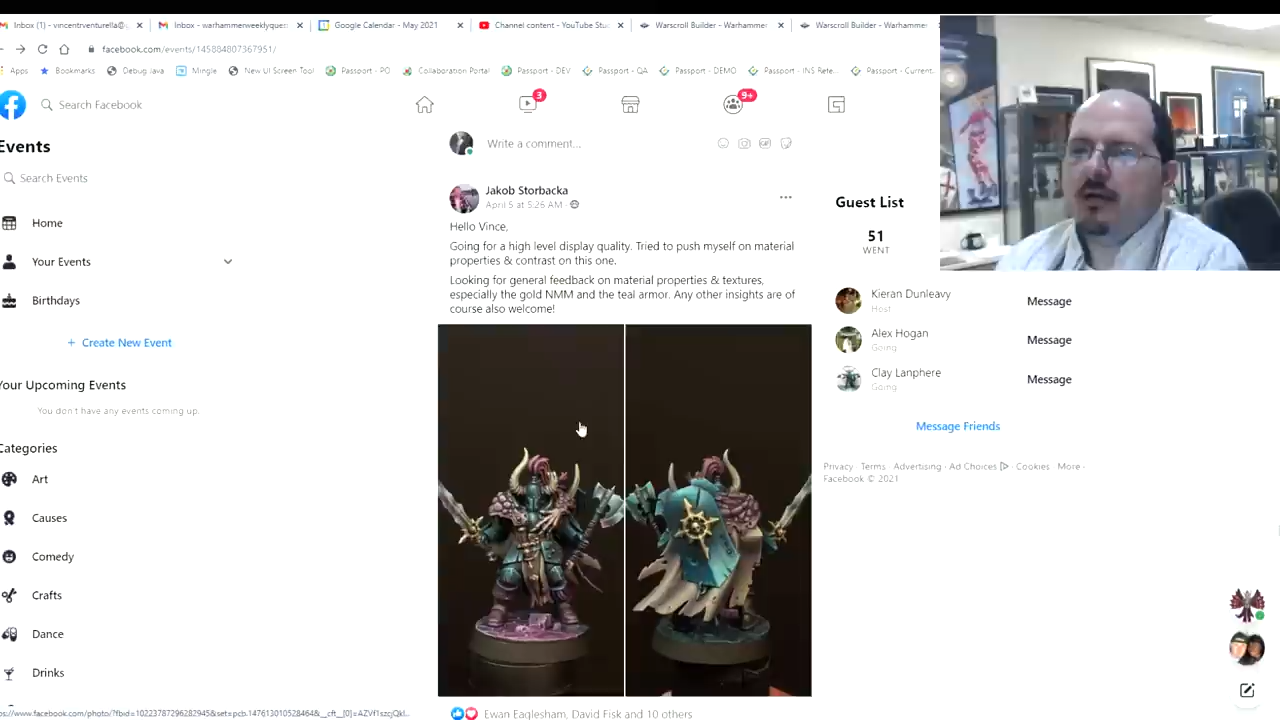 Inbox (1) - vincentrventurella@
Inbox - warhammerweeklyques
Google Calendar - May 2021
Channel content - YouTube Stu
Warscroll Builder - Warhammer
Warscroll Builder - Warhammer
facebook.com/events/145884807367951/
Apps
Bookmarks
Debug Java
Mingle
New UI Screen Tool
Passport - PO
Collaboration Portal
Passport - DEV
Passport - QA
Passport - DEMO
Passport - INS Rete...
Passport - Current
Search Facebook
3
9+
Events
Search Events
Home
Your Events
Birthdays
+ Create New Event
Your Upcoming Events
You don't have any events coming up.
Categories
Art
Causes
Comedy
Crafts
Dance
Drinks
Write a comment...
Jakob Storbacka
April 5 at 5:26 AM ·
Hello Vince,
Going for a high level display quality. Tried to push myself on material
properties & contrast on this one.
Looking for general feedback on material properties & textures,
especially the gold NMM and the teal armor. Any other insights are of
course also welcome!
Ewan Eaglesham, David Fisk and 10 others
Guest List
51
WENT
Kieran Dunleavy
Host
Message
Alex Hogan
Going
Message
Clay Lanphere
Going
Message
Message Friends
Privacy · Terms · Advertising · Ad Choices · Cookies · More ·
Facebook © 2021